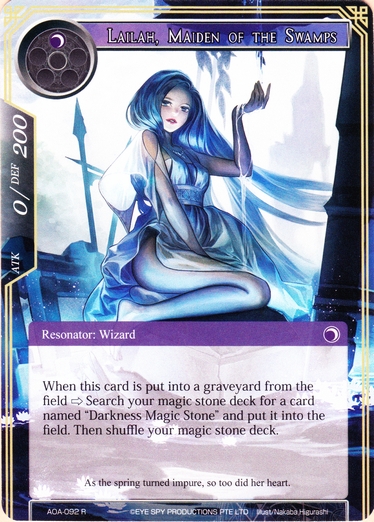 Lailah, Maiden of the Swamps
ATK
0/
DEF
200
Resonator: Wizard
When this card is put into a graveyard from the
field ⇨ Search your magic stone deck for a card
named “Darkness Magic Stone” and put it into the
field. Then shuffle your magic stone deck.
As the spring turned impure, so too did her heart.
AOA-092 R ©EYE SPY PRODUCTIONS PTE LTD Illust/Nakaba Higurashi